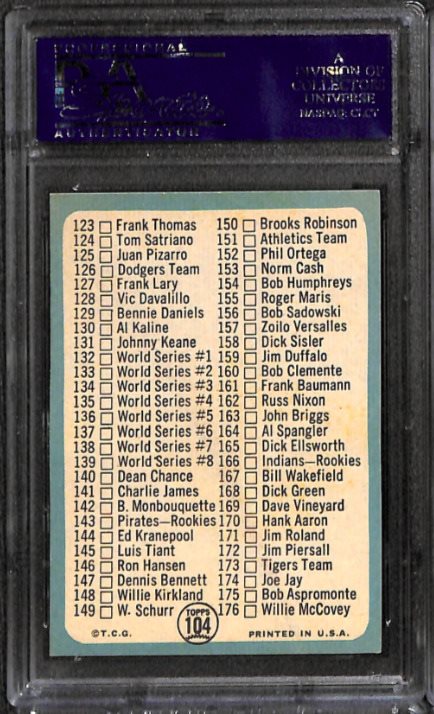 PROFESSIONAL
AUTHENTICATOR
A
DIVISION OF
COLLECTORS
UNIVERSE
NASDAQ: CLCT
123 Frank Thomas
124 Tom Satriano
125 Juan Pizarro
126 Dodgers Team
127 Frank Lary
128 Vic Davalillo
129 Bennie Daniels
130 Al Kaline
131 Johnny Keane
132 World Series #1
133 World Series #2
134 World Series #3
135 World Series #4
136 World Series #5
137 World Series #6
138 World Series #7
139 World Series #8
140 Dean Chance
141 Charlie James
142 B. Monbouquette
143 Pirates—Rookies
144 Ed Kranepool
145 Luis Tiant
146 Ron Hansen
147 Dennis Bennett
148 Willie Kirkland
149 W. Schurr
150 Brooks Robinson
151 Athletics Team
152 Phil Ortega
153 Norm Cash
154 Bob Humphreys
155 Roger Maris
156 Bob Sadowski
157 Zoilo Versalles
158 Dick Sisler
159 Jim Duffalo
160 Bob Clemente
161 Frank Baumann
162 Russ Nixon
163 John Briggs
164 Al Spangler
165 Dick Ellsworth
166 Indians—Rookies
167 Bill Wakefield
168 Dick Green
169 Dave Vineyard
170 Hank Aaron
171 Jim Roland
172 Jim Piersall
173 Tigers Team
174 Joe Jay
175 Bob Aspromonte
176 Willie McCovey
©T.C.G.
TOPPS
104
PRINTED IN U.S.A.